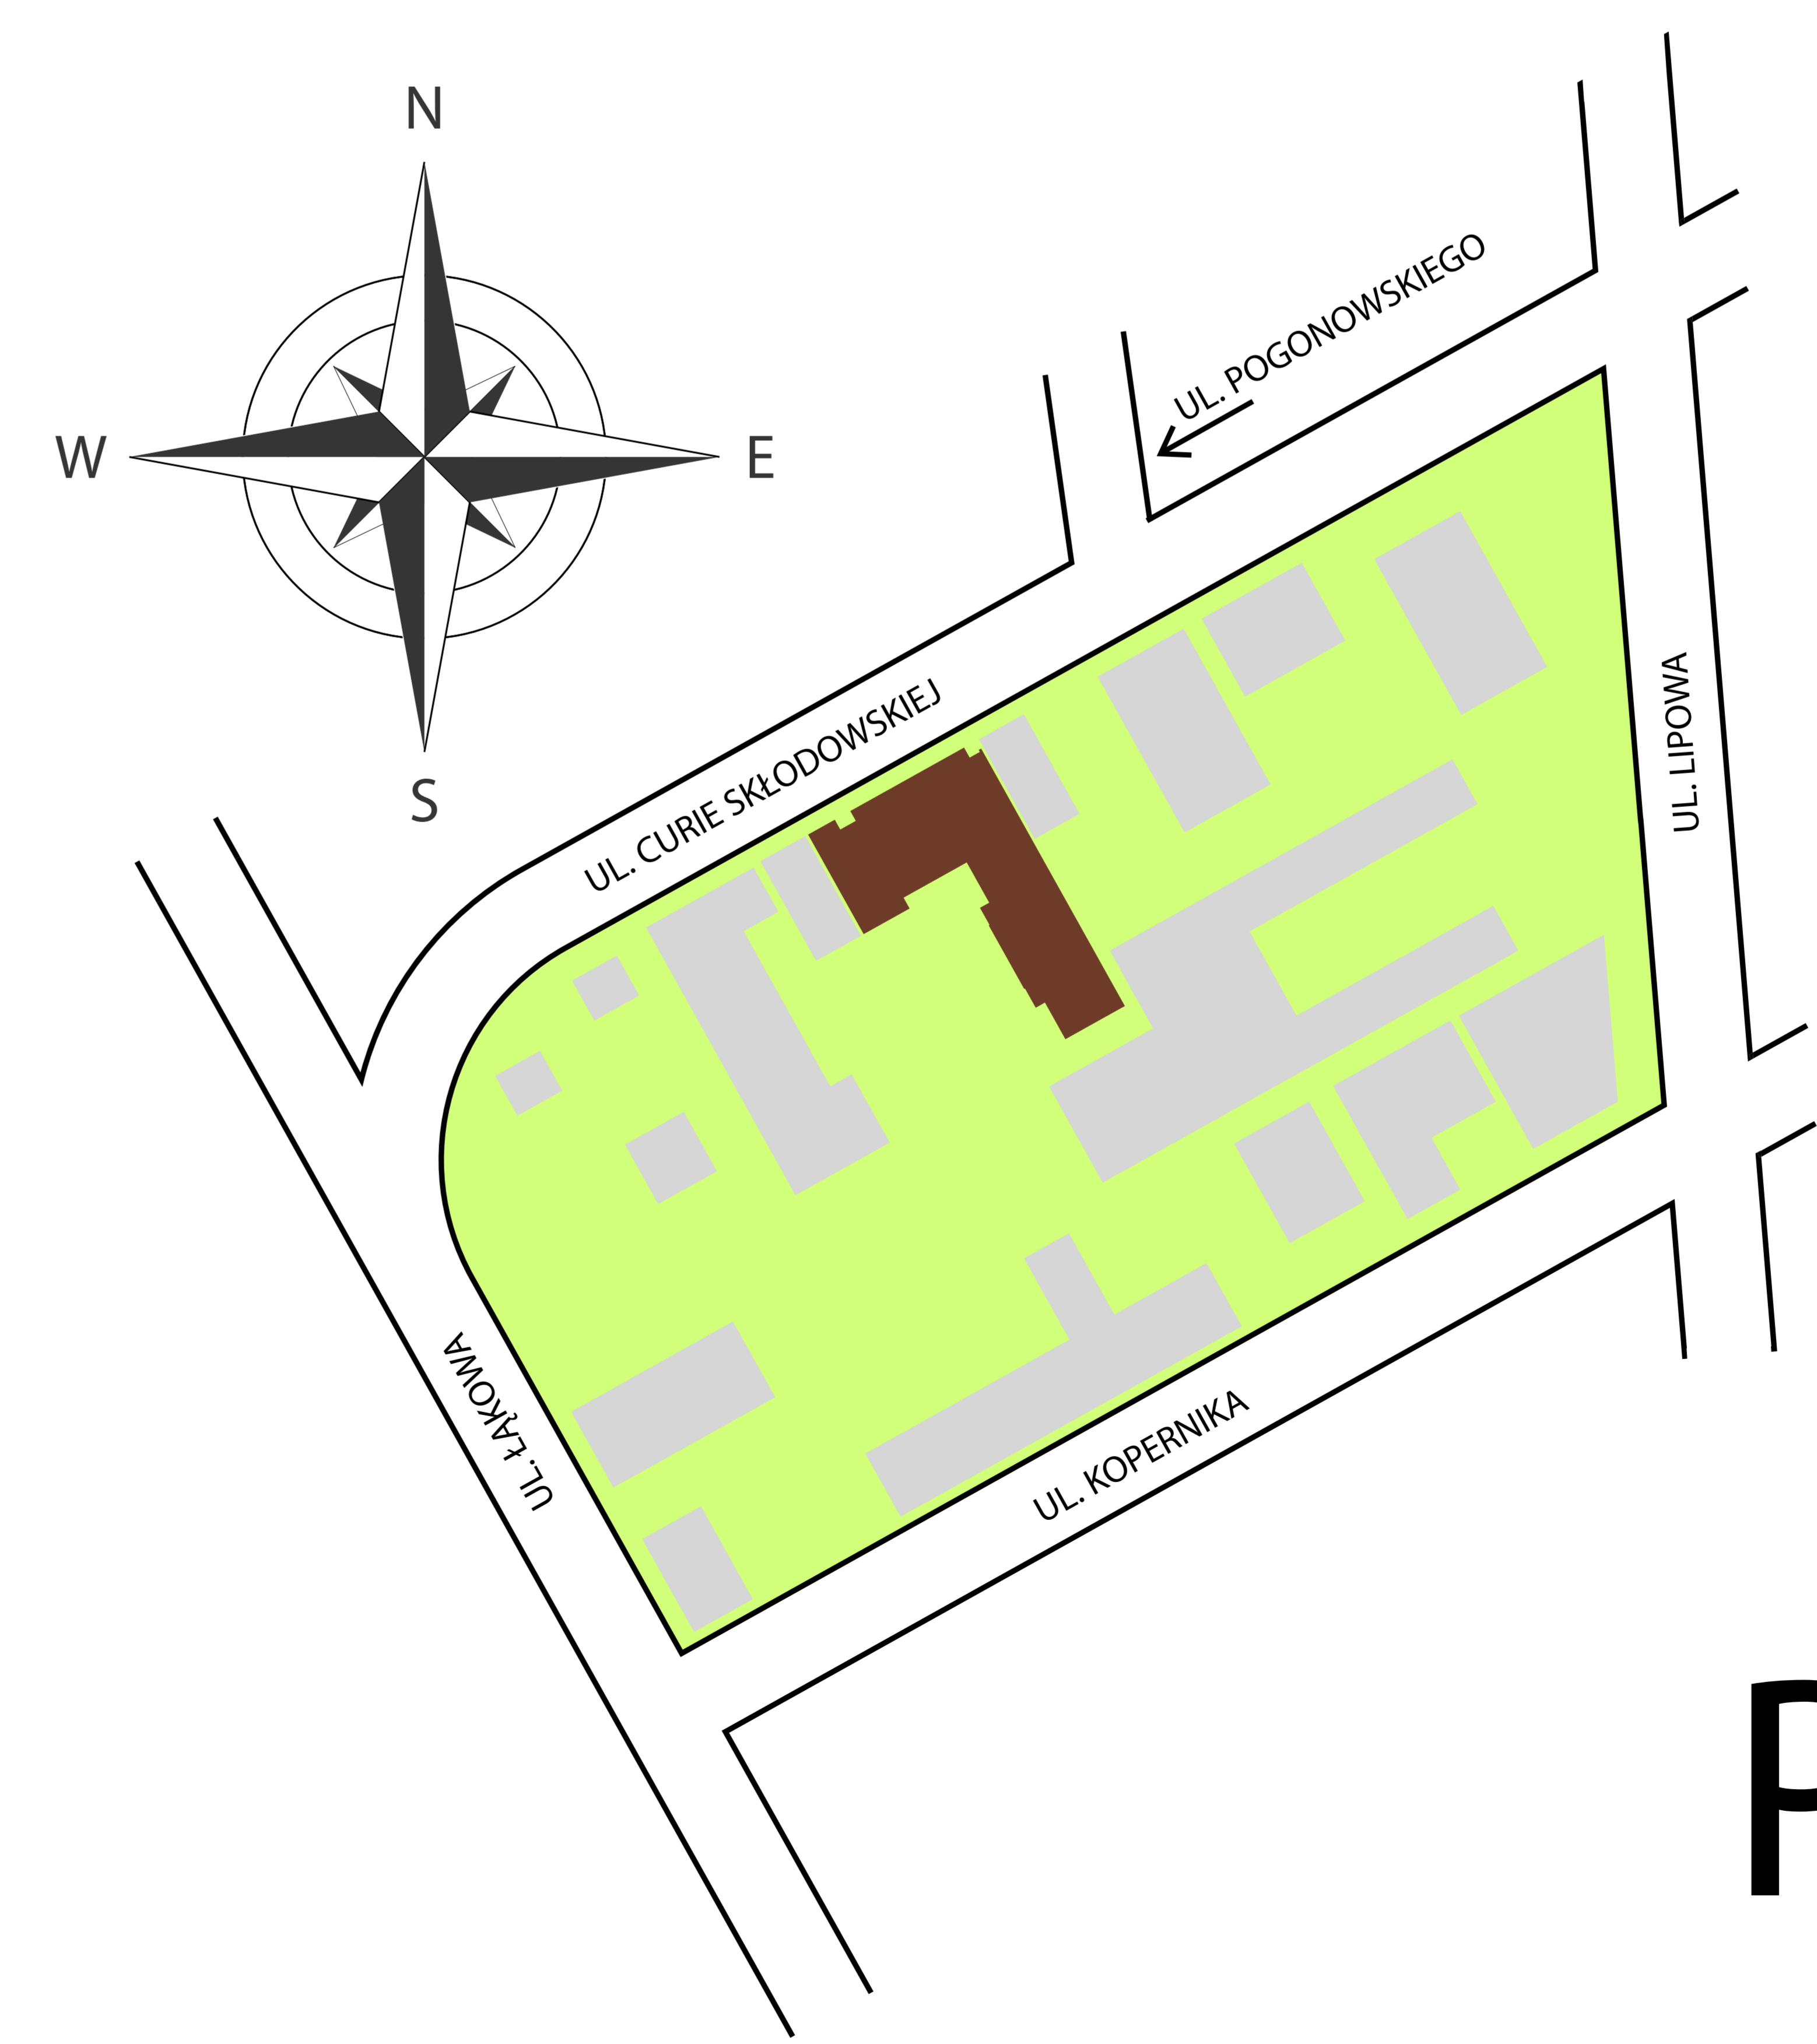 N
W
E
S
UL. POGONOWSKIEGO
UL. CURIE SKŁODOWSKIEJ
UL. LIPOWA
UL. ŁĄKOWA
UL. KOPERNIKA
P